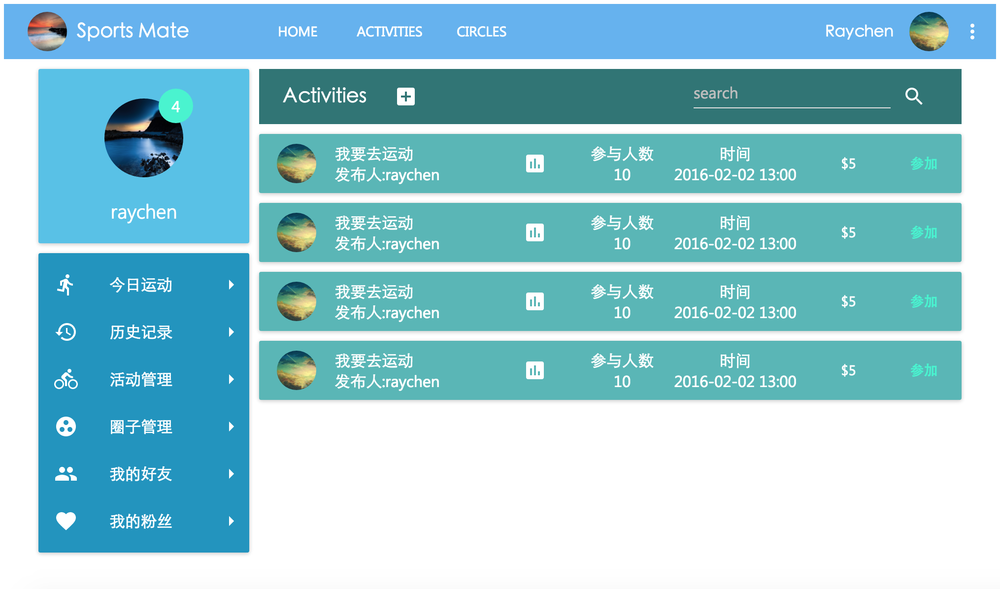 Sports Mate
HOME
ACTIVITIES
CIRCLES
Raychen
4
raychen
今日运动
历史记录
活动管理
圈子管理
我的好友
我的粉丝
Activities
search
我要去运动
发布人:raychen
参与人数
10
时间
2016-02-02 13:00
$5
参加
我要去运动
发布人:raychen
参与人数
10
时间
2016-02-02 13:00
$5
参加
我要去运动
发布人:raychen
参与人数
10
时间
2016-02-02 13:00
$5
参加
我要去运动
发布人:raychen
参与人数
10
时间
2016-02-02 13:00
$5
参加